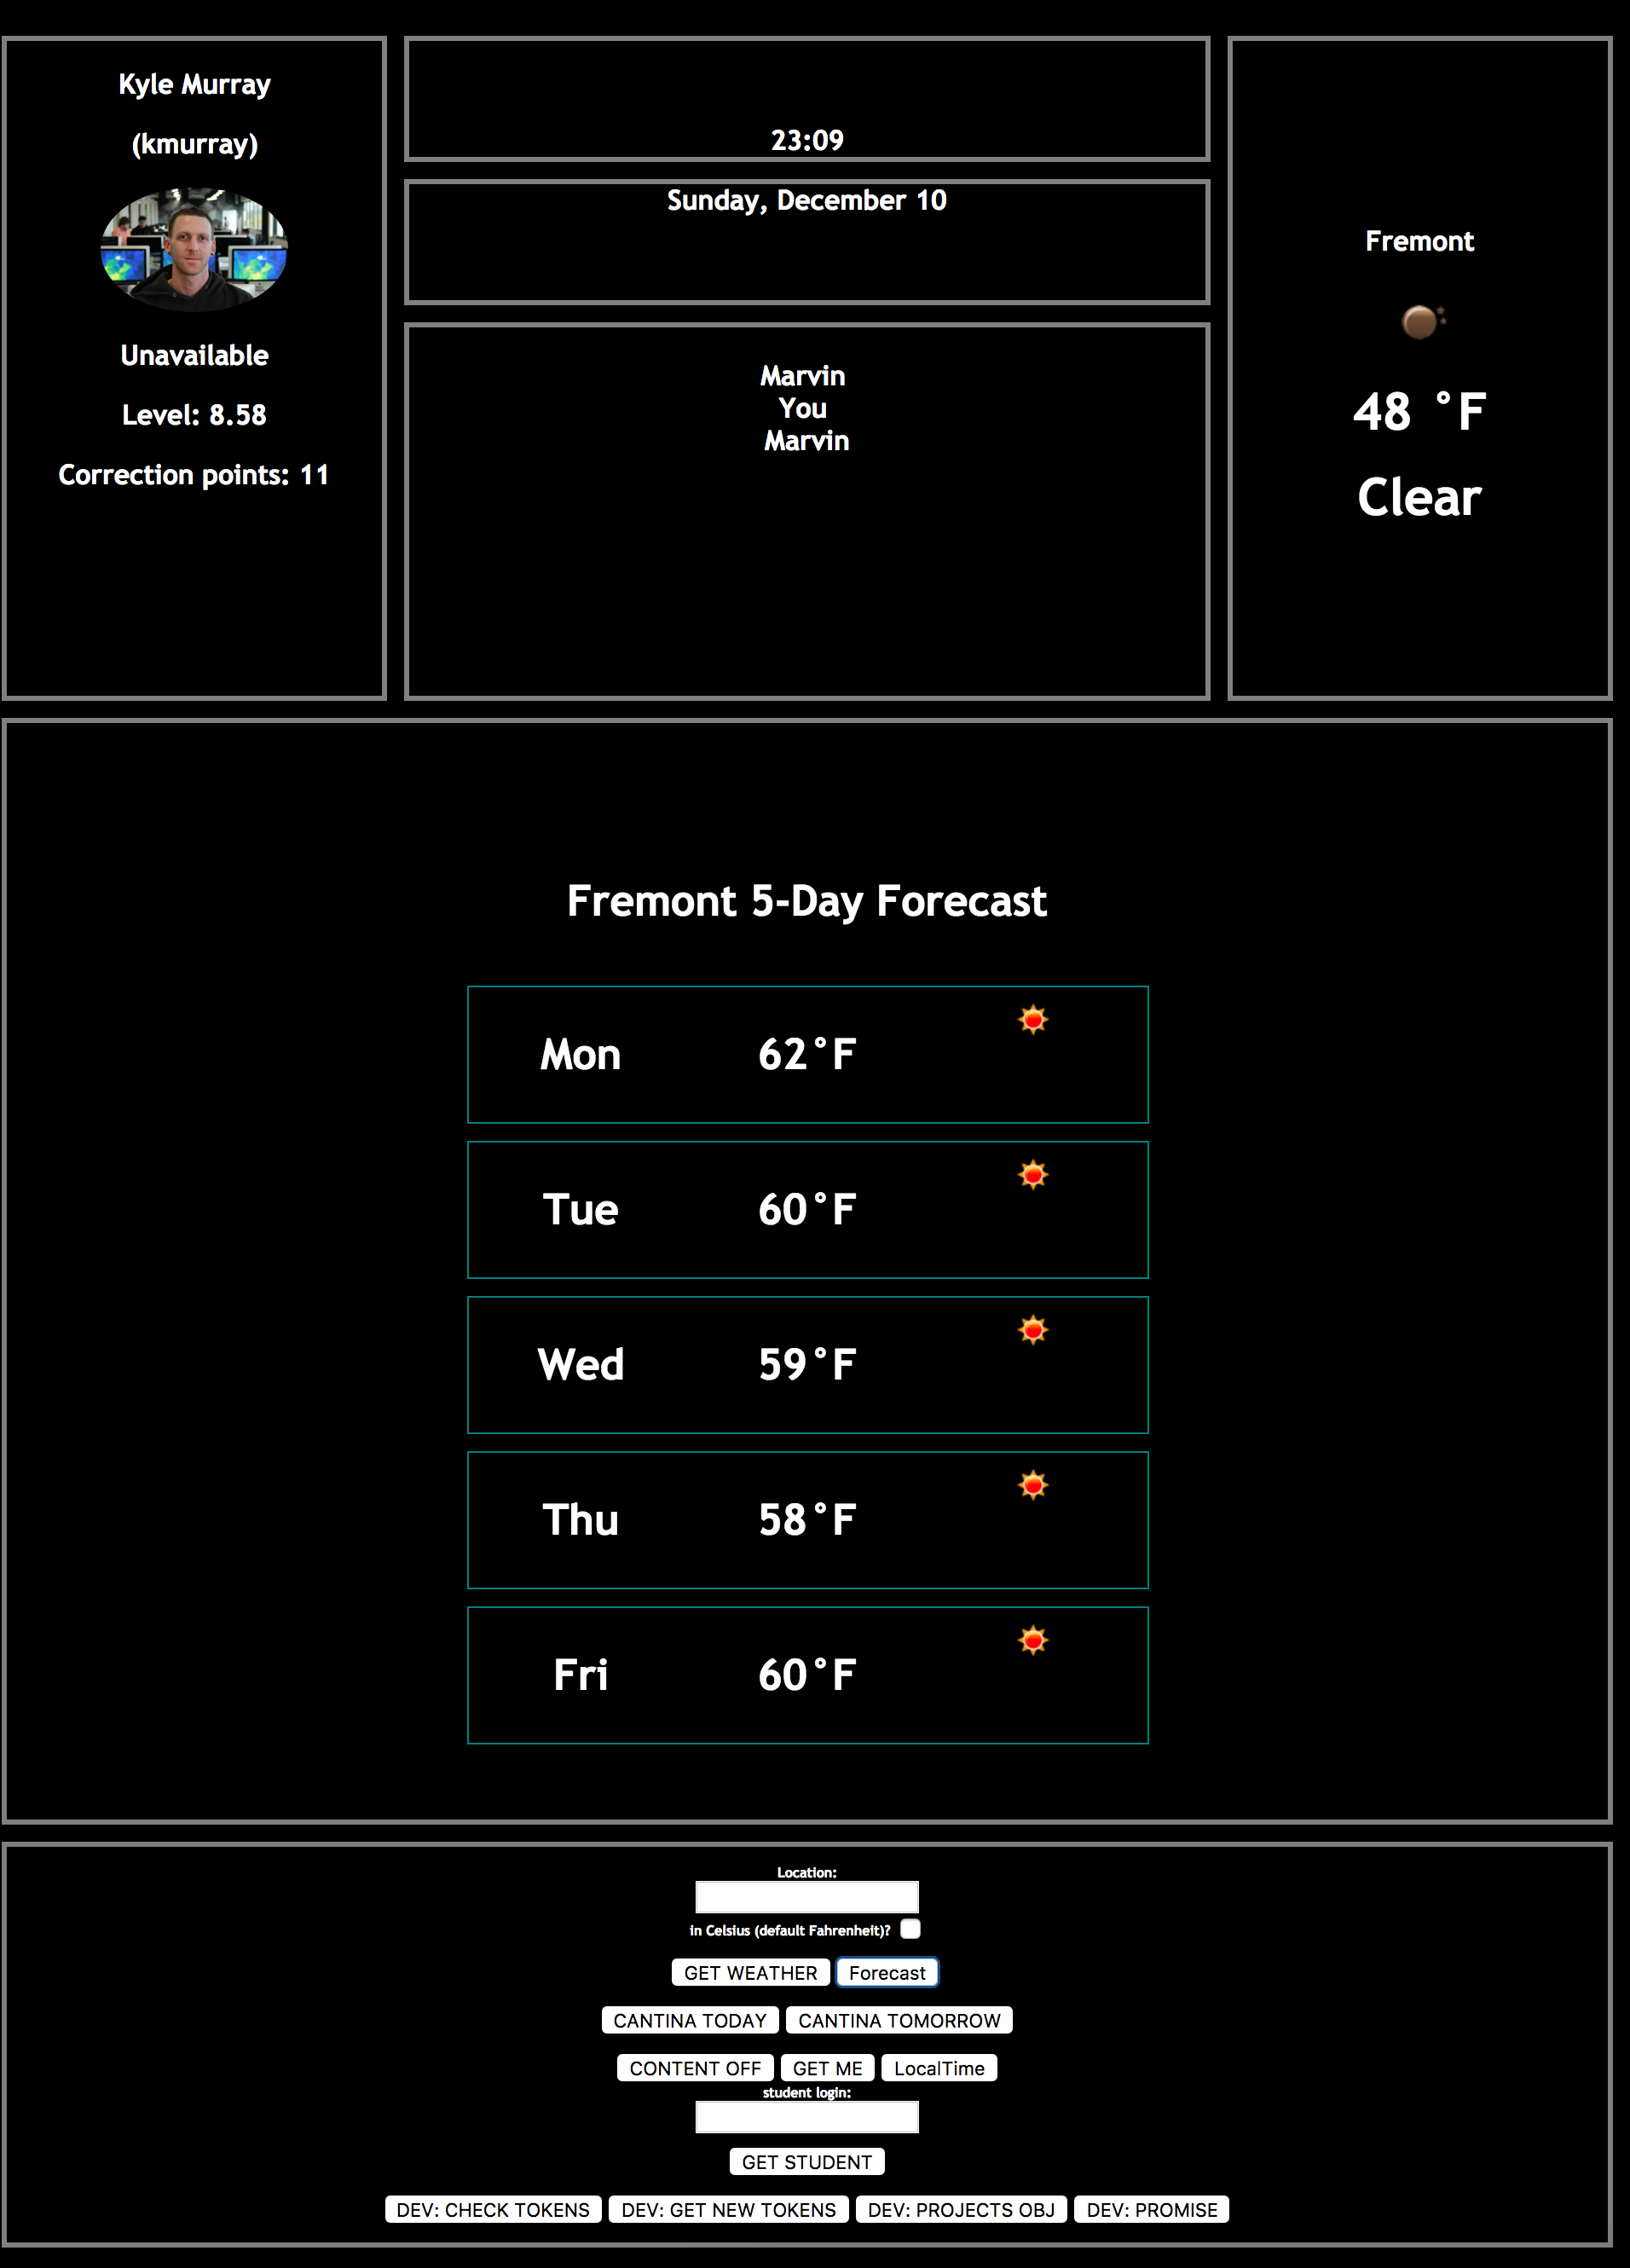 Kyle Murray
(kmurray)
Unavailable
Level: 8.58
Correction points: 11
23:09
Sunday, December 10
Marvin
You
Marvin
Fremont
48 °F
Clear
Fremont 5-Day Forecast
Mon 62°F
Tue 60°F
Wed 59°F
Thu 58°F
Fri 60°F
Location:
in Celsius (default Fahrenheit)?
GET WEATHER Forecast
CANTINA TODAY CANTINA TOMORROW
CONTENT OFF GET ME LocalTime
student login:
GET STUDENT
DEV: CHECK TOKENS DEV: GET NEW TOKENS DEV: PROJECTS OBJ DEV: PROMISE